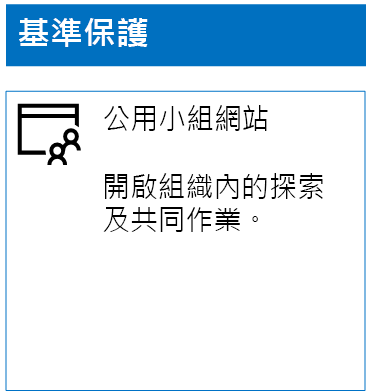 基準保護
公用小組網站
開啟組織內的探索
及共同作業。